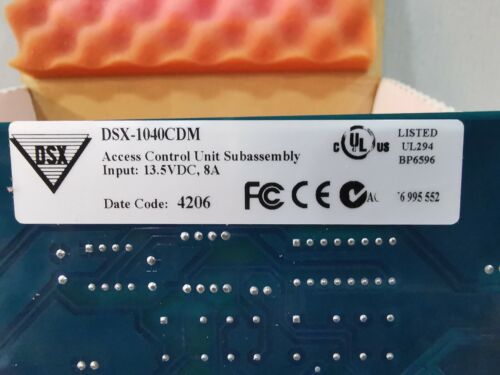 DSX
DSX-1040CDM
Access Control Unit Subassembly
Input: 13.5VDC, 8A
Date Code: 4206
FC CE
C UL US
LISTED
UL294
BP6596
6 995 552